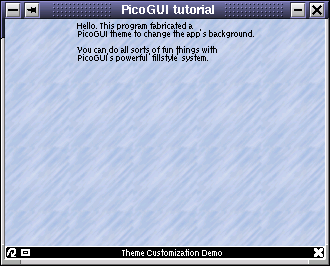 PicoGUI tutorial
Hello. This program fabricated a
PicoGUI theme to change the app's background.
You can do all sorts of fun things with
PicoGUI's powerful 'fillstyle' system.
Theme Customization Demo